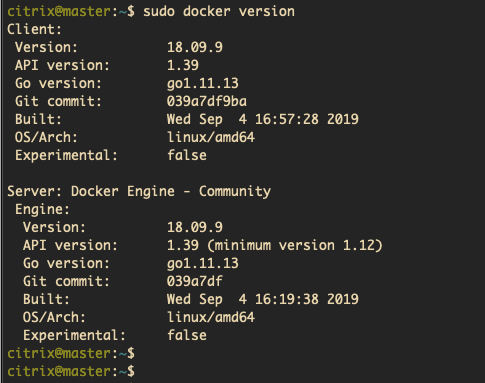 citrix@master:~$ sudo docker version
Client:
 Version:           18.09.9
 API version:       1.39
 Go version:        go1.11.13
 Git commit:        039a7df9ba
 Built:             Wed Sep  4 16:57:28 2019
 OS/Arch:           linux/amd64
 Experimental:      false

Server: Docker Engine - Community
 Engine:
  Version:          18.09.9
  API version:      1.39 (minimum version 1.12)
  Go version:       go1.11.13
  Git commit:       039a7df
  Built:            Wed Sep  4 16:19:38 2019
  OS/Arch:          linux/amd64
  Experimental:     false
citrix@master:~$
citrix@master:~$